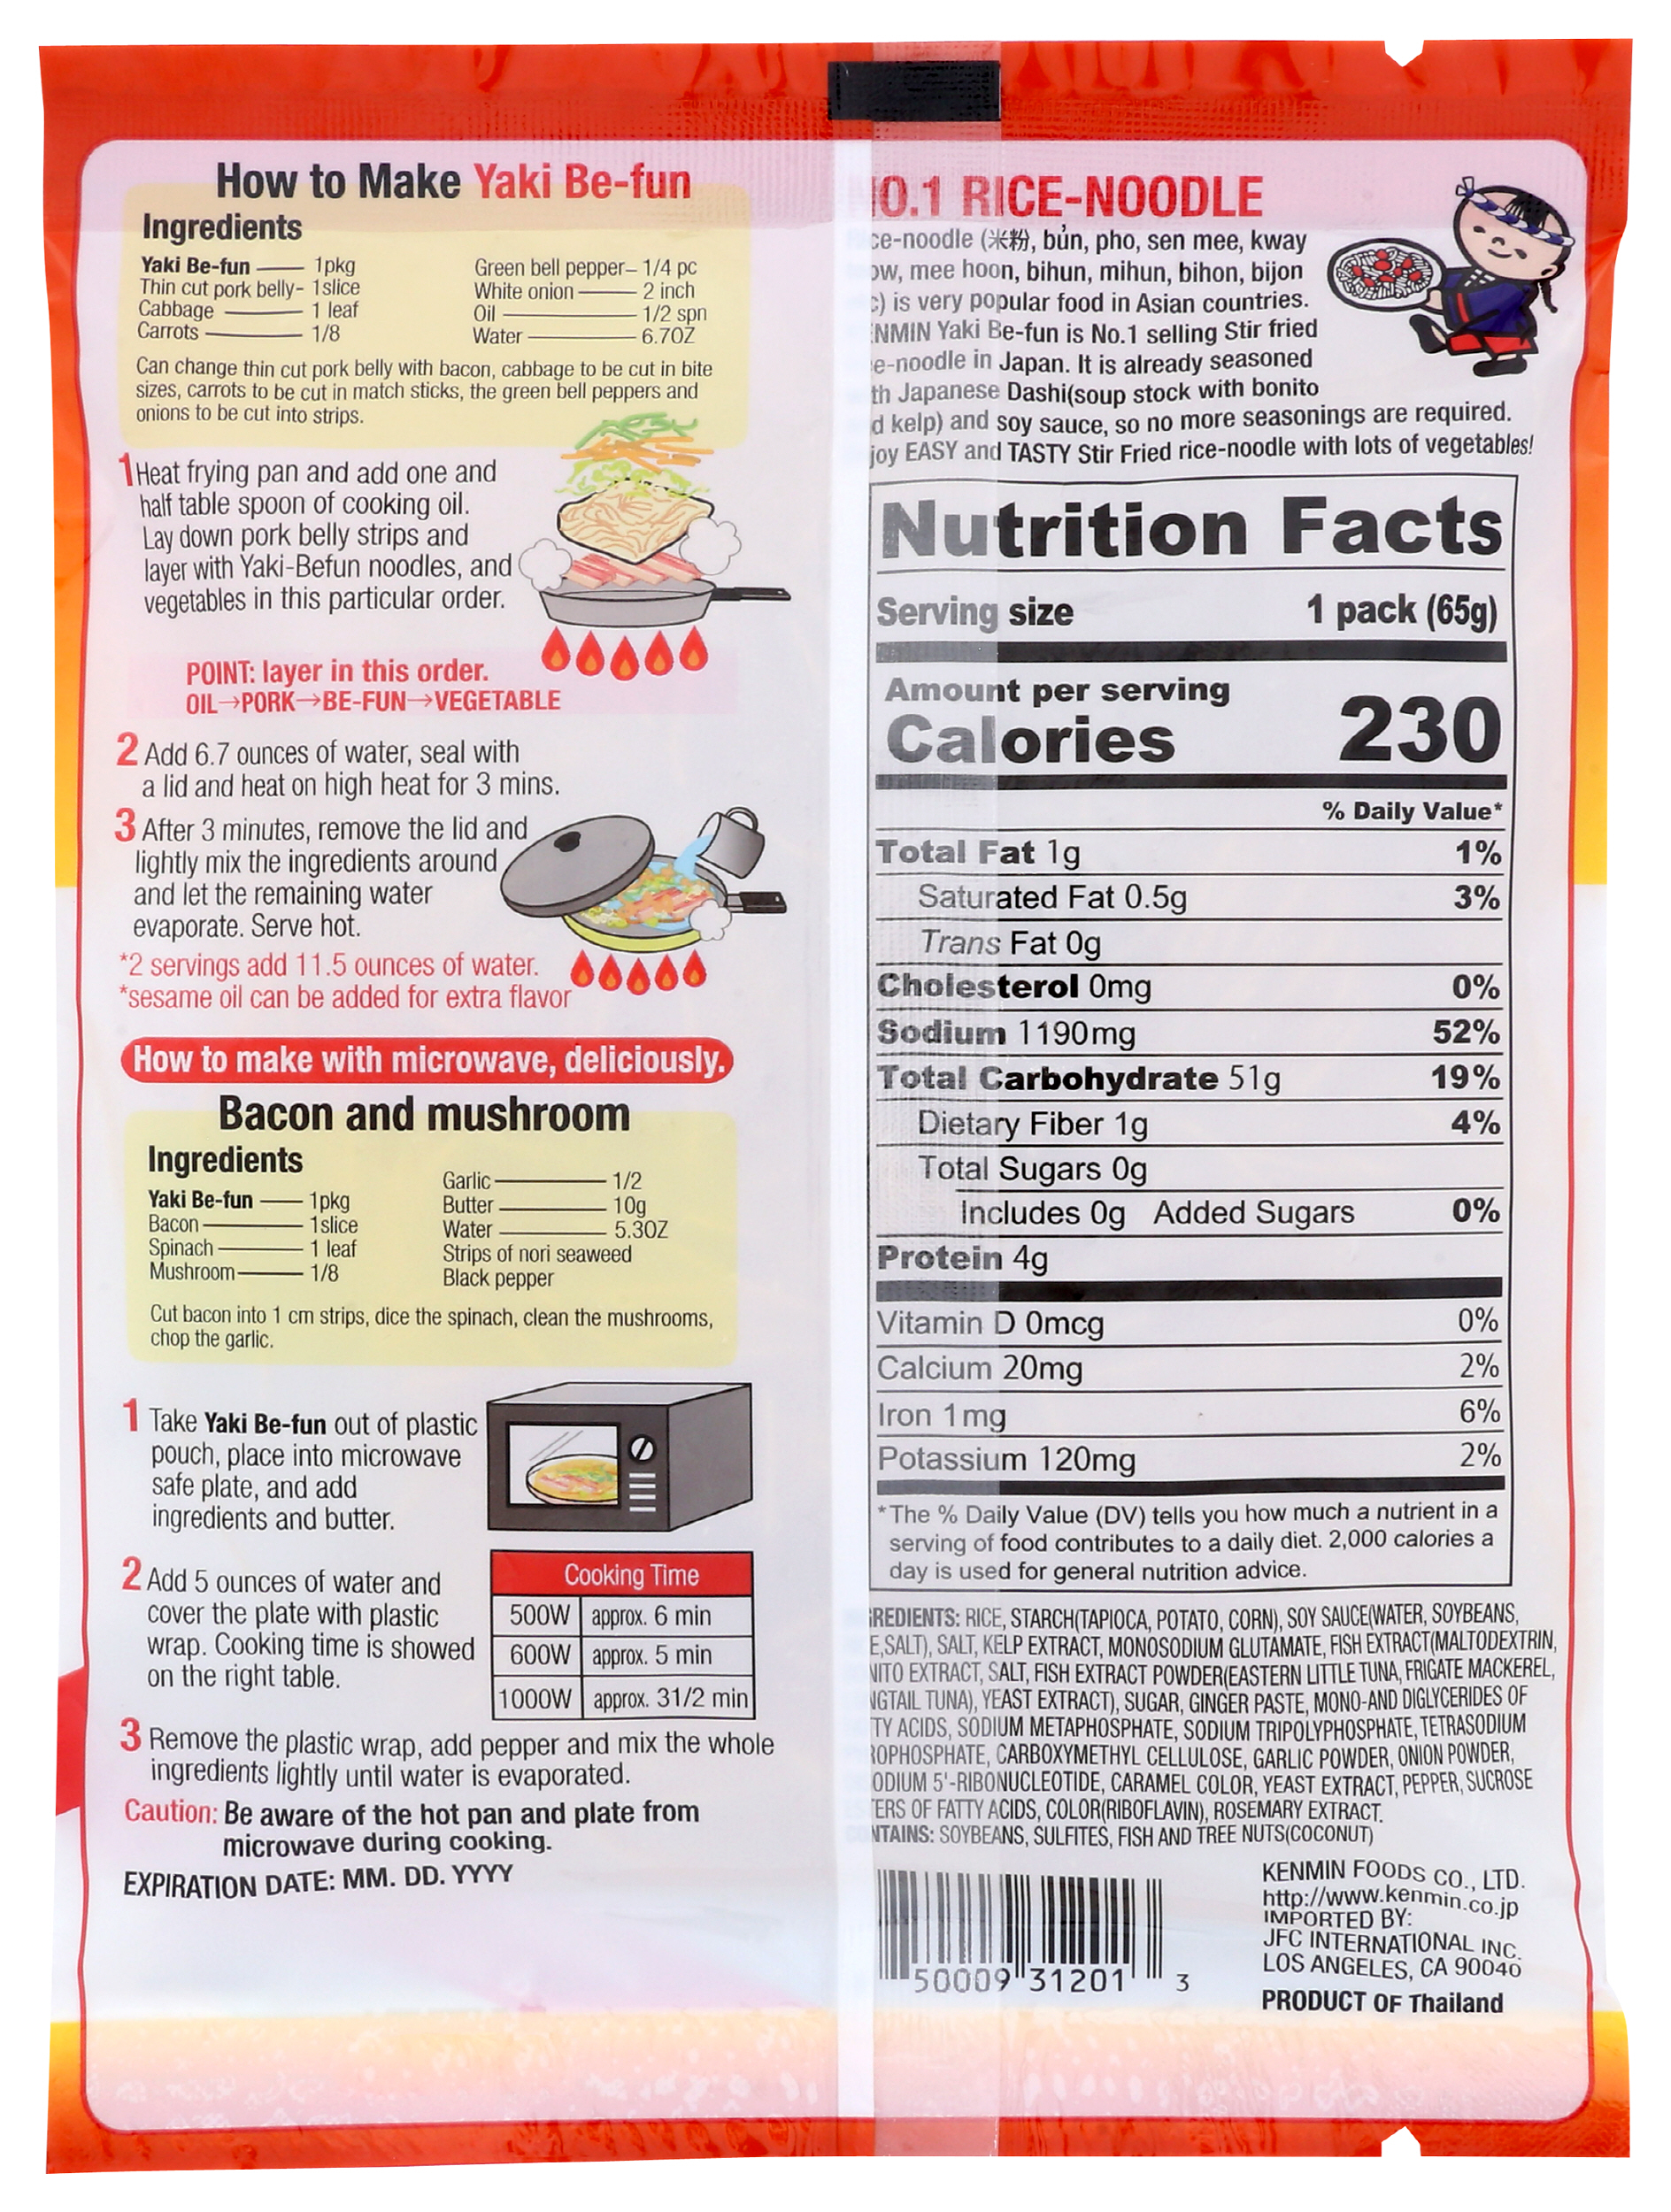 How to Make Yaki Be-fun
Ingredients
Yaki Be-fun 1pkg
Thin cut pork belly- 1slice
Cabbage 1 leaf
Carrots 1/8
Green bell pepper- 1/4 pc
White onion 2 inch
Oil 1/2 spn
Water 6.7OZ
Can change thin cut pork belly with bacon, cabbage to be cut in bite
sizes, carrots to be cut in match sticks, the green bell peppers and
onions to be cut into strips.
1 Heat frying pan and add one and
half table spoon of cooking oil.
Lay down pork belly strips and
layer with Yaki-Befun noodles, and
vegetables in this particular order.
POINT: layer in this order.
OIL→PORK→BE-FUN→VEGETABLE
2 Add 6.7 ounces of water, seal with
a lid and heat on high heat for 3 mins.
3 After 3 minutes, remove the lid and
lightly mix the ingredients around
and let the remaining water
evaporate. Serve hot.
*2 servings add 11.5 ounces of water.
*sesame oil can be added for extra flavor
How to make with microwave, deliciously.
Bacon and mushroom
Ingredients
Yaki Be-fun 1pkg
Bacon 1slice
Spinach 1 leaf
Mushroom 1/8
Garlic 1/2
Butter 10g
Water 5.3OZ
Strips of nori seaweed
Black pepper
Cut bacon into 1 cm strips, dice the spinach, clean the mushrooms,
chop the garlic.
1 Take Yaki Be-fun out of plastic
pouch, place into microwave
safe plate, and add
ingredients and butter.
2 Add 5 ounces of water and
cover the plate with plastic
wrap. Cooking time is showed
on the right table.
Cooking Time
500W approx. 6 min
600W approx. 5 min
1000W approx. 31/2 min
3 Remove the plastic wrap, add pepper and mix the whole
ingredients lightly until water is evaporated.
Caution: Be aware of the hot pan and plate from
microwave during cooking.
EXPIRATION DATE: MM. DD. YYYY
O.1 RICE-NOODLE
ce-noodle (米粉, bún, pho, sen mee, kway
ow, mee hoon, bihun, mihun, bihon, bijon
c) is very popular food in Asian countries.
ENMIN Yaki Be-fun is No.1 selling Stir fried
e-noodle in Japan. It is already seasoned
th Japanese Dashi(soup stock with bonito
d kelp) and soy sauce, so no more seasonings are required.
joy EASY and TASTY Stir Fried rice-noodle with lots of vegetables!
Nutrition Facts
Serving size 1 pack (65g)
Amount per serving
Calories 230
% Daily Value*
Total Fat 1g 1%
Saturated Fat 0.5g 3%
Trans Fat 0g
Cholesterol 0mg 0%
Sodium 1190mg 52%
Total Carbohydrate 51g 19%
Dietary Fiber 1g 4%
Total Sugars 0g
Includes 0g Added Sugars 0%
Protein 4g
Vitamin D 0mcg 0%
Calcium 20mg 2%
Iron 1mg 6%
Potassium 120mg 2%
*The % Daily Value (DV) tells you how much a nutrient in a
serving of food contributes to a daily diet. 2,000 calories a
day is used for general nutrition advice.
REDIENTS: RICE, STARCH(TAPIOCA, POTATO, CORN), SOY SAUCE(WATER, SOYBEANS,
E,SALT), SALT, KELP EXTRACT, MONOSODIUM GLUTAMATE, FISH EXTRACT(MALTODEXTRIN,
NITO EXTRACT, SALT, FISH EXTRACT POWDER(EASTERN LITTLE TUNA, FRIGATE MACKEREL,
NGTAIL TUNA), YEAST EXTRACT), SUGAR, GINGER PASTE, MONO-AND DIGLYCERIDES OF
TY ACIDS, SODIUM METAPHOSPHATE, SODIUM TRIPOLYPHOSPHATE, TETRASODIUM
ROPHOSPHATE, CARBOXYMETHYL CELLULOSE, GARLIC POWDER, ONION POWDER,
ODIUM 5'-RIBONUCLEOTIDE, CARAMEL COLOR, YEAST EXTRACT, PEPPER, SUCROSE
TERS OF FATTY ACIDS, COLOR(RIBOFLAVIN), ROSEMARY EXTRACT.
NTAINS: SOYBEANS, SULFITES, FISH AND TREE NUTS(COCONUT)
50009 31201 3
KENMIN FOODS CO., LTD.
http://www.kenmin.co.jp
IMPORTED BY:
JFC INTERNATIONAL INC.
LOS ANGELES, CA 90040
PRODUCT OF Thailand